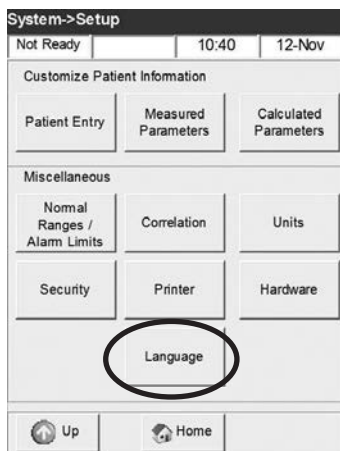 System->Setup
Not Ready 10:40 12-Nov
Customize Patient Information
Patient Entry
Measured
Parameters
Calculated
Parameters
Miscellaneous
Normal
Ranges /
Alarm Limits
Correlation
Units
Security
Printer
Hardware
Language
Up
Home